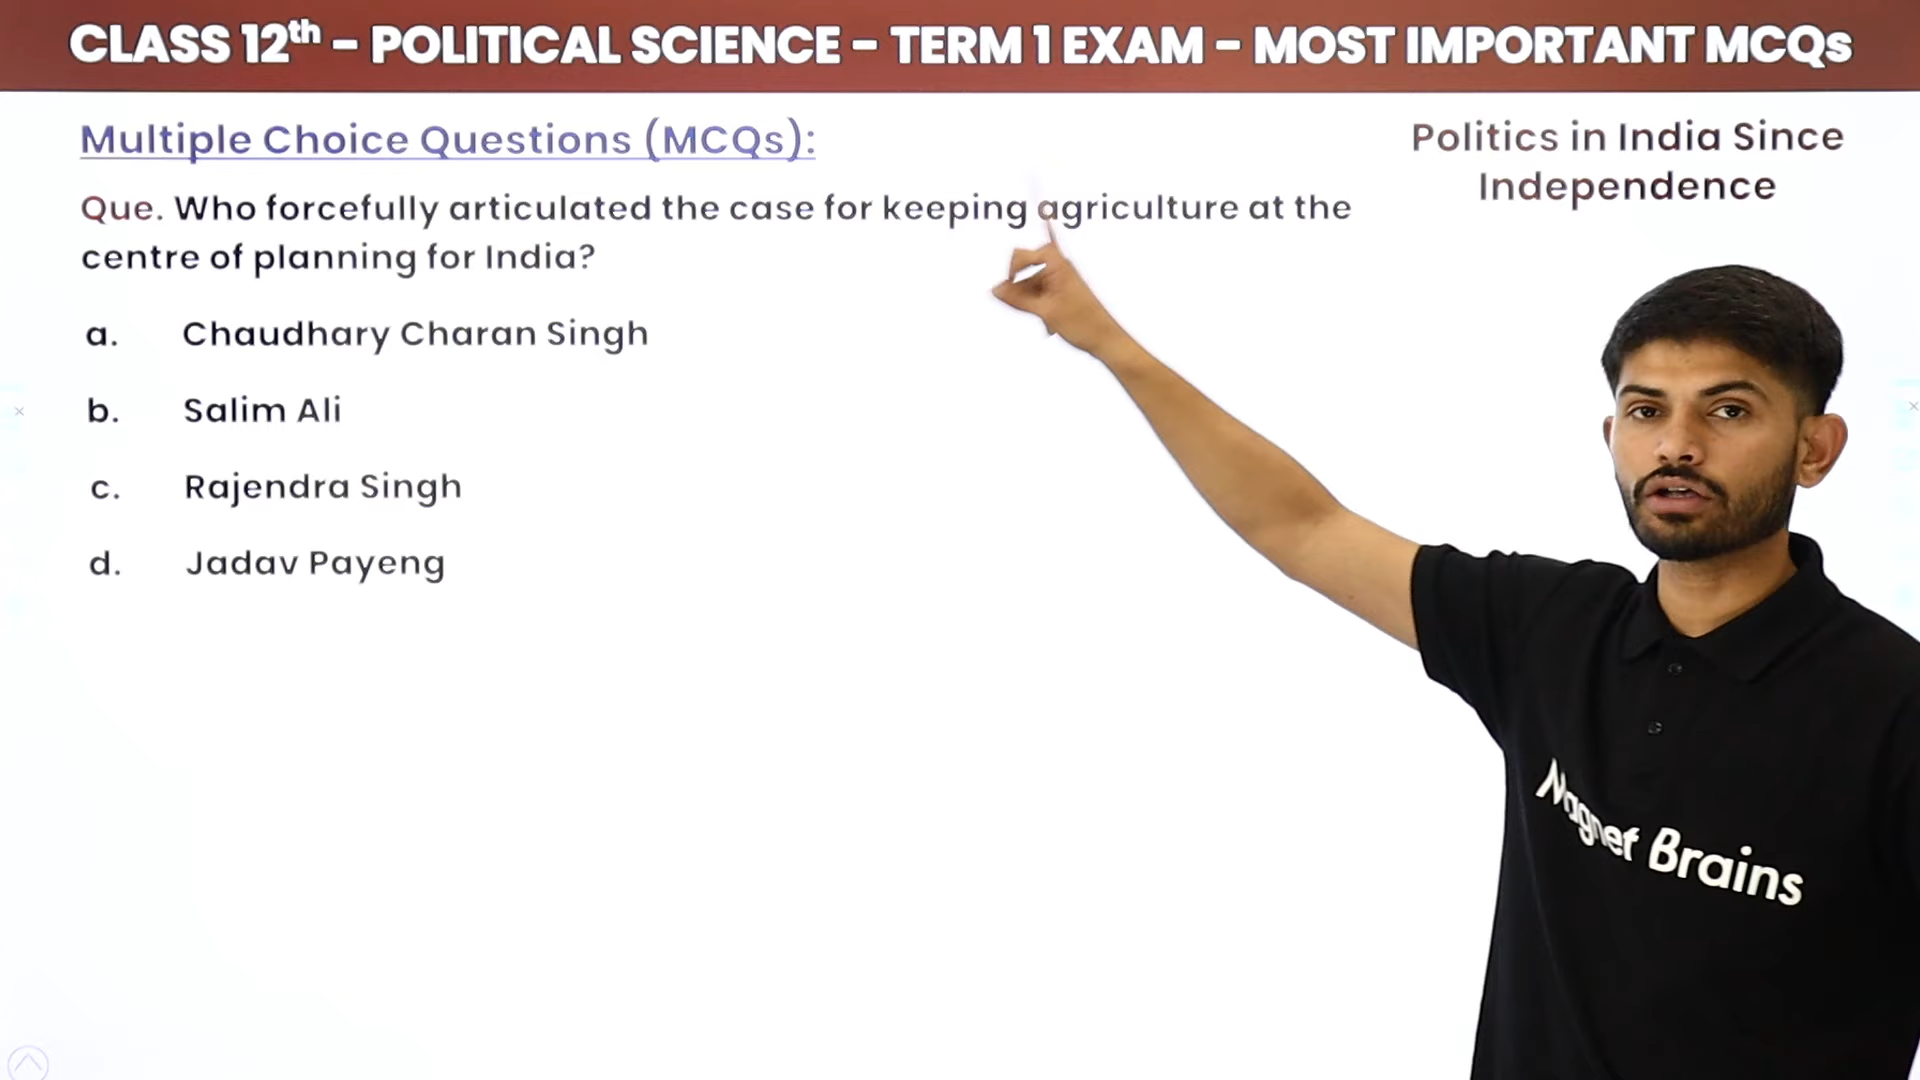 CLASS 12th – POLITICAL SCIENCE – TERM 1 EXAM – MOST IMPORTANT MCQs
Multiple Choice Questions (MCQs):
Politics in India Since
Independence
Que. Who forcefully articulated the case for keeping agriculture at the
centre of planning for India?
a. Chaudhary Charan Singh
b. Salim Ali
c. Rajendra Singh
d. Jadav Payeng
Magnet Brains